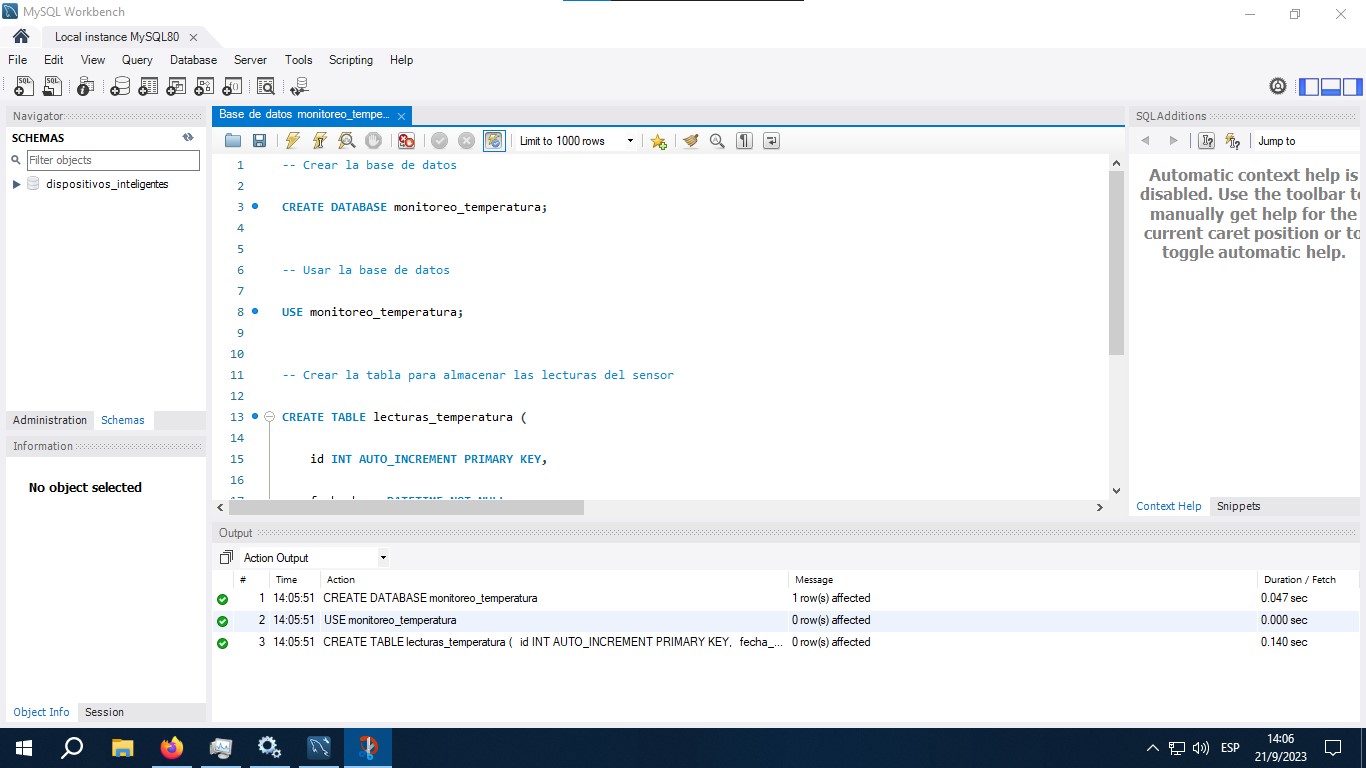 MySQL Workbench
Local instance MySQL80
File Edit View Query Database Server Tools Scripting Help
Navigator
SCHEMAS
Filter objects
dispositivos_inteligentes
Administration Schemas
Information
No object selected
Object Info Session
Base de datos monitoreo_tempe...
Limit to 1000 rows
1 -- Crear la base de datos
2
3 CREATE DATABASE monitoreo_temperatura;
4
5
6 -- Usar la base de datos
7
8 USE monitoreo_temperatura;
9
10
11 -- Crear la tabla para almacenar las lecturas del sensor
12
13 CREATE TABLE lecturas_temperatura (
14
15 id INT AUTO_INCREMENT PRIMARY KEY,
16
17 DATETIME NOT NULL
SQLAdditions
Jump to
Automatic context help is
disabled. Use the toolbar to
manually get help for the
current caret position or to
toggle automatic help.
Context Help Snippets
Output
Action Output
# Time Action Message Duration / Fetch
1 14:05:51 CREATE DATABASE monitoreo_temperatura 1 row(s) affected 0.047 sec
2 14:05:51 USE monitoreo_temperatura 0 row(s) affected 0.000 sec
3 14:05:51 CREATE TABLE lecturas_temperatura ( id INT AUTO_INCREMENT PRIMARY KEY, fecha_... 0 row(s) affected 0.140 sec
ESP
14:06
21/9/2023